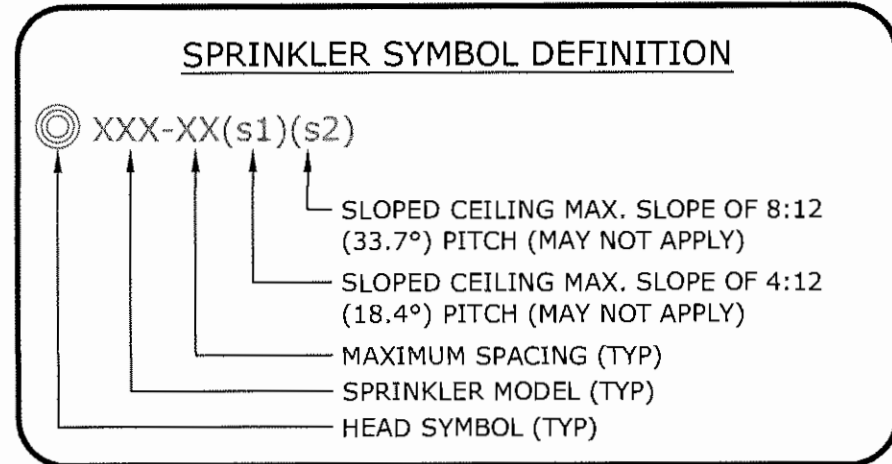 SPRINKLER SYMBOL DEFINITION
XXX-XX(s1)(s2)
SLOPED CEILING MAX. SLOPE OF 8:12
(33.7°) PITCH (MAY NOT APPLY)
SLOPED CEILING MAX. SLOPE OF 4:12
(18.4°) PITCH (MAY NOT APPLY)
MAXIMUM SPACING (TYP)
SPRINKLER MODEL (TYP)
HEAD SYMBOL (TYP)